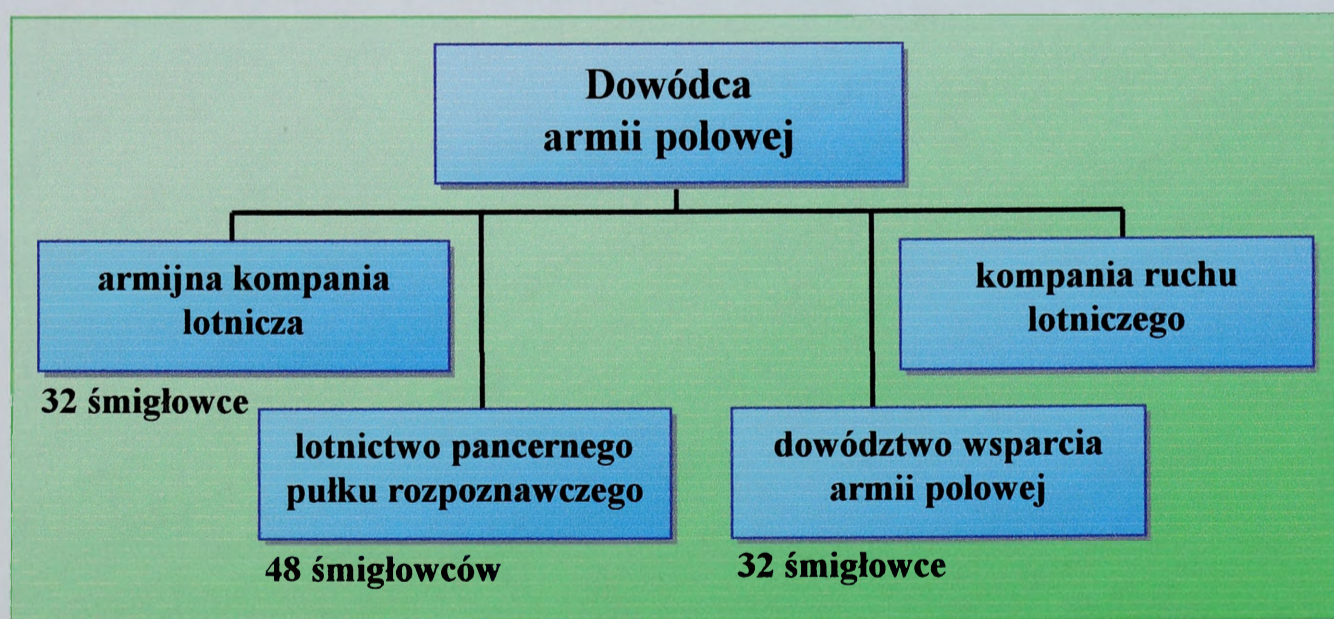 Dowódca
armii polowej
armijna kompania
lotnicza
32 śmigłowce
lotnictwo pancernego
pułku rozpoznawczego
48 śmigłowców
dowództwo wsparcia
armii polowej
32 śmigłowce
kompania ruchu
lotniczego